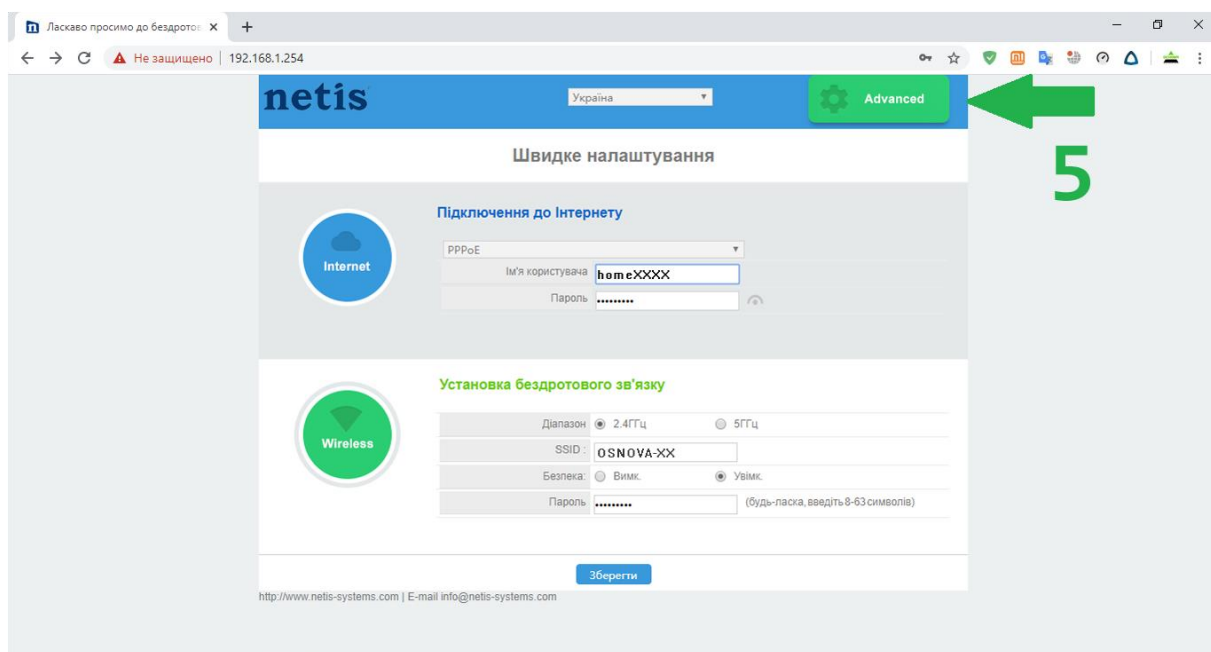 Ласкаво просимо до бездротов
Не защищено | 192.168.1.254
netis
Україна
Advanced
5
Швидке налаштування
Підключення до Інтернету
Internet
PPPoE
Ім'я користувача homeXXXX
Пароль •••••••••
Установка бездротового зв'язку
Wireless
Діапазон 2.4ГГц 5ГГц
SSID : OSNOVA-XX
Безпека: Вимк. Увімк.
Пароль ••••••••• (будь-ласка, введіть 8-63 символів)
Зберегти
http://www.netis-systems.com | E-mail info@netis-systems.com